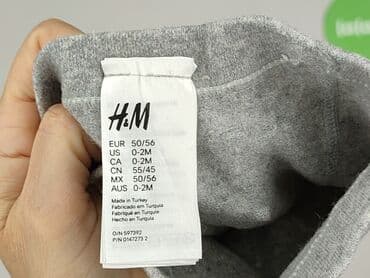 H&M
EUR 50/56
US 0-2M
CA 0-2M
CN 55/45
MX 50/56
AUS 0-2M
Made in Turkey
Fabricado em Turquia
Fabriqué en Turquie
Hecho en Turquía
O/N 597392
P/N 0147273 2